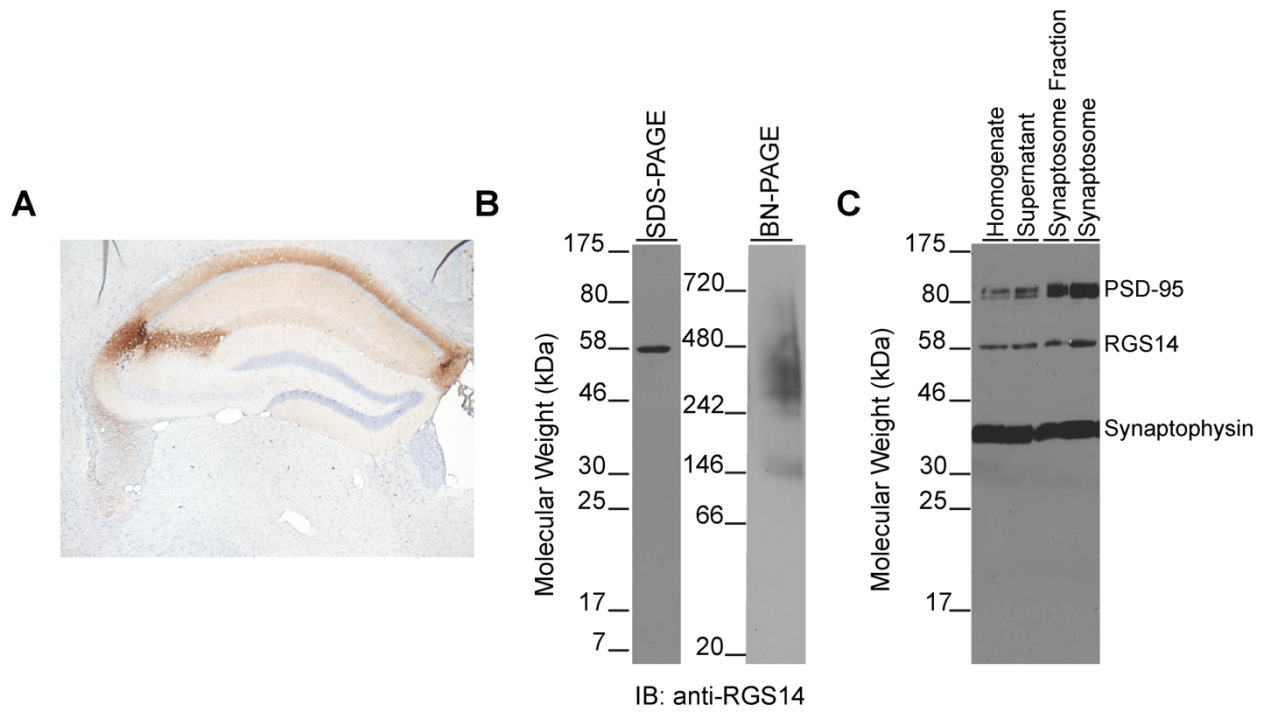 A
B
C
SDS-PAGE
BN-PAGE
Homogenate
Supernatant
Synaptosome Fraction
Synaptosome
Molecular Weight (kDa)
175
80
58
46
30
25
17
7
720
480
242
146
66
20
IB: anti-RGS14
Molecular Weight (kDa)
175
80
58
46
30
25
17
PSD-95
RGS14
Synaptophysin